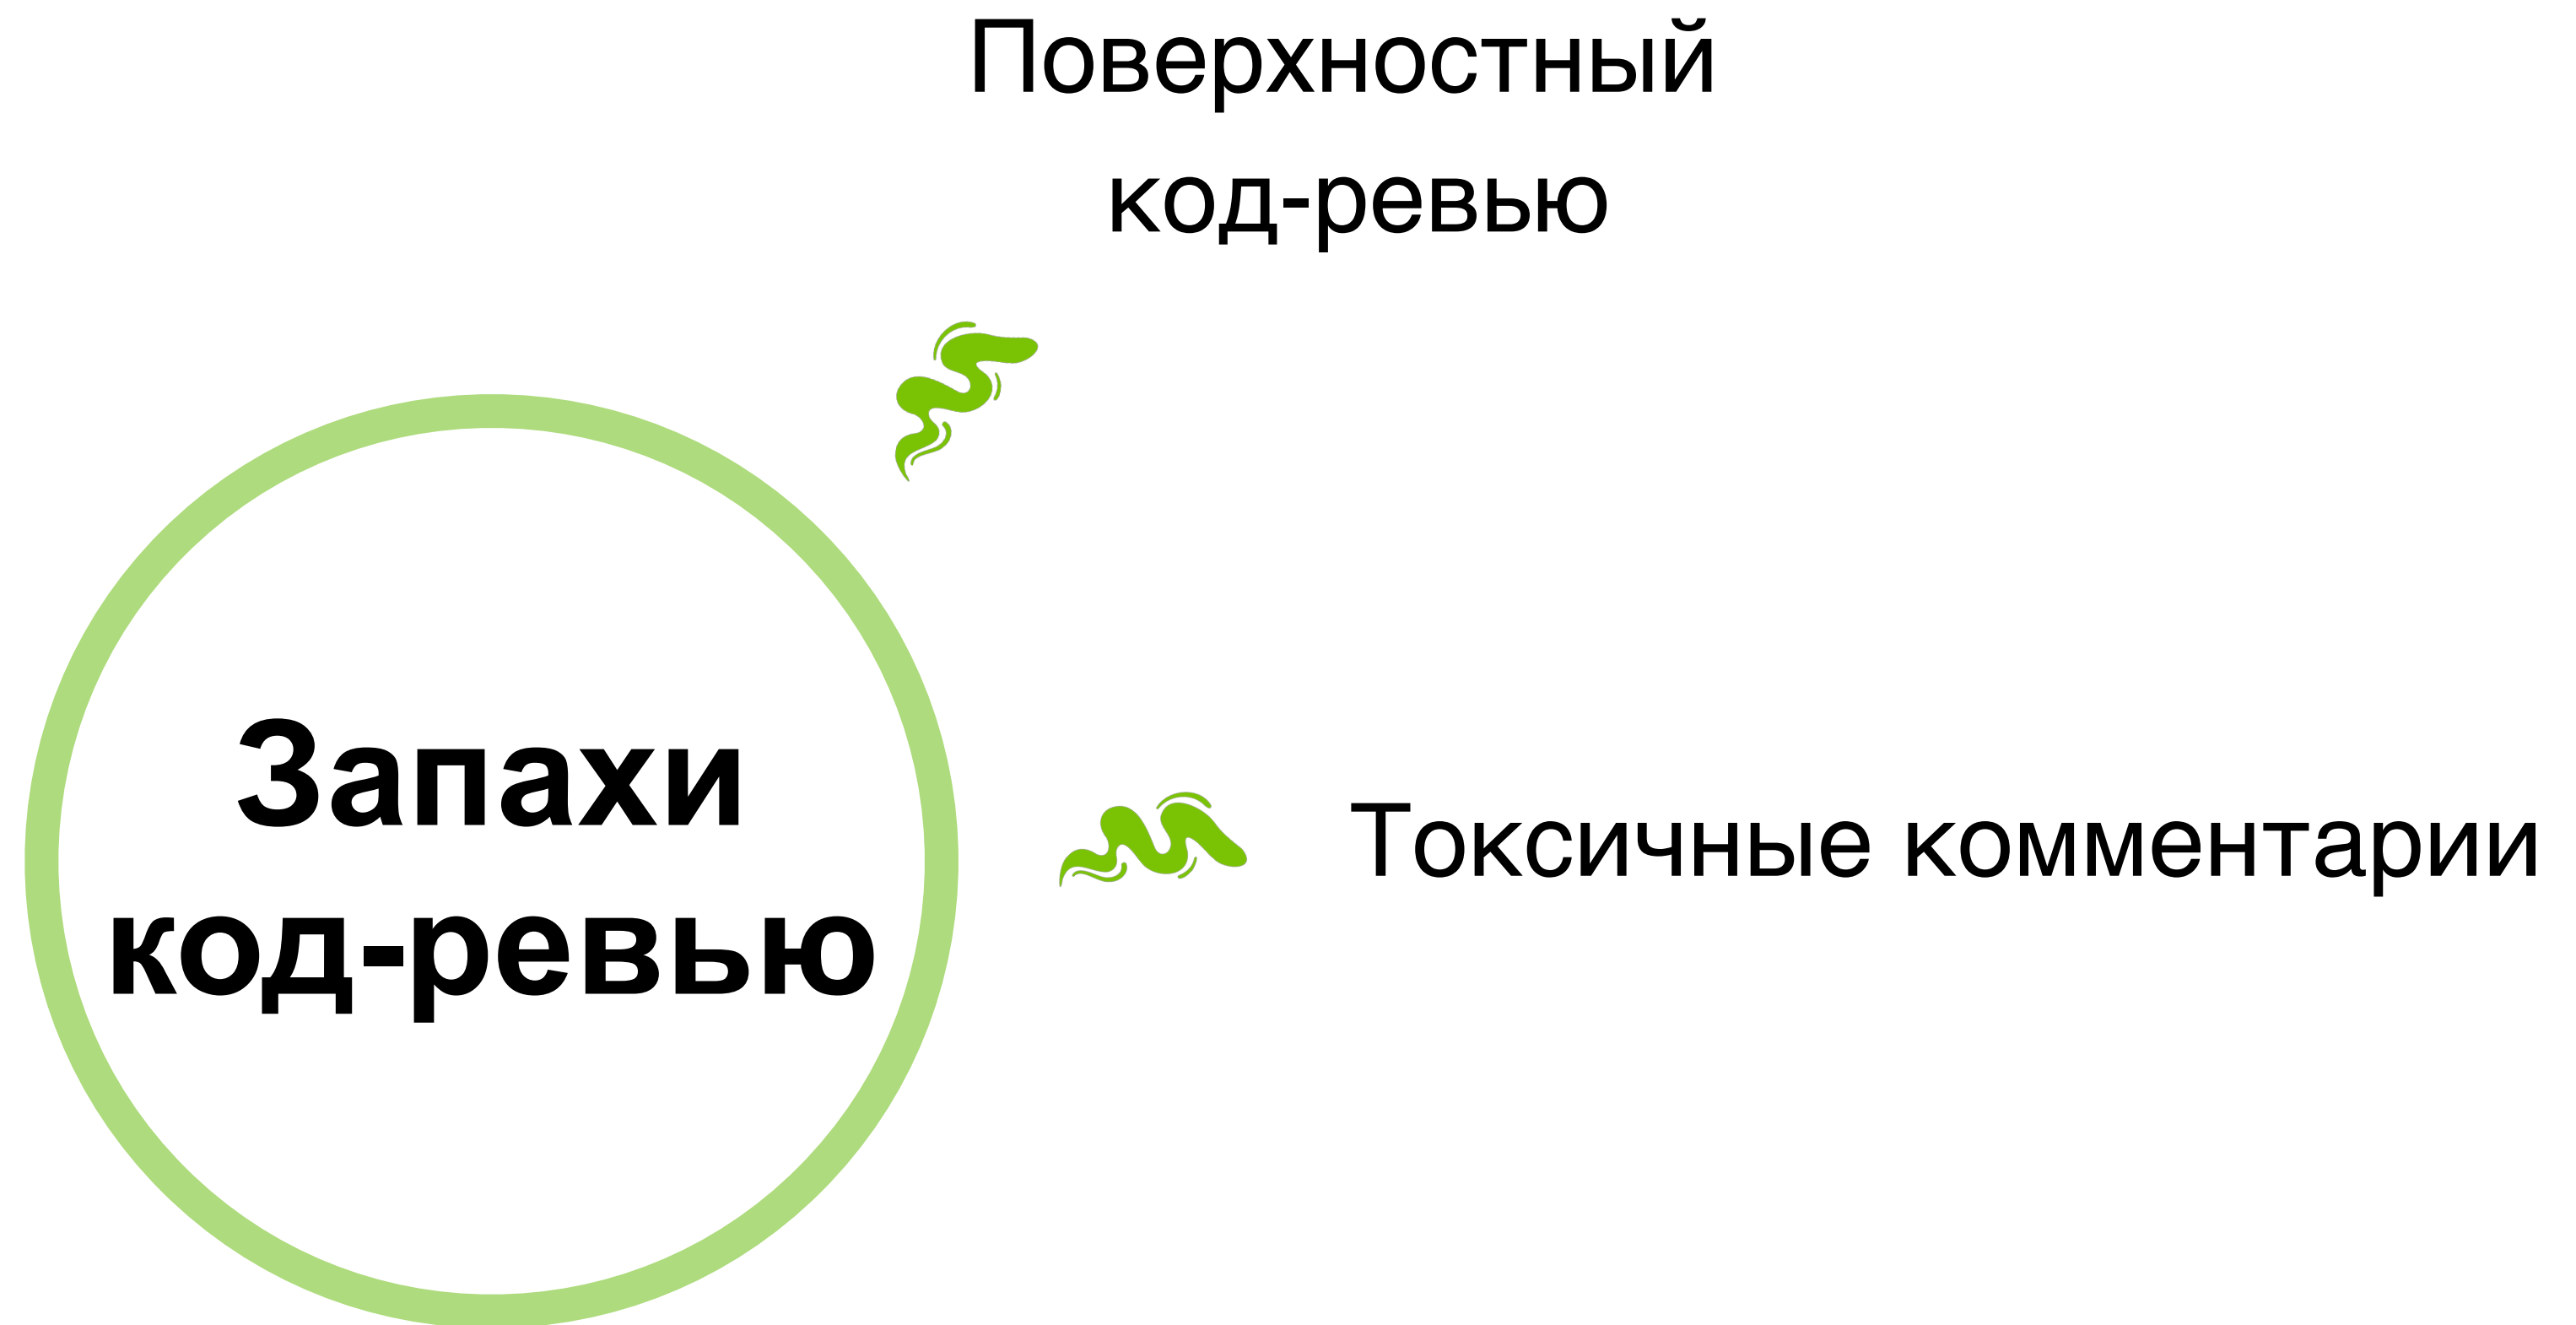 Поверхностный
код-ревью
Запахи
код-ревью
Токсичные комментарии